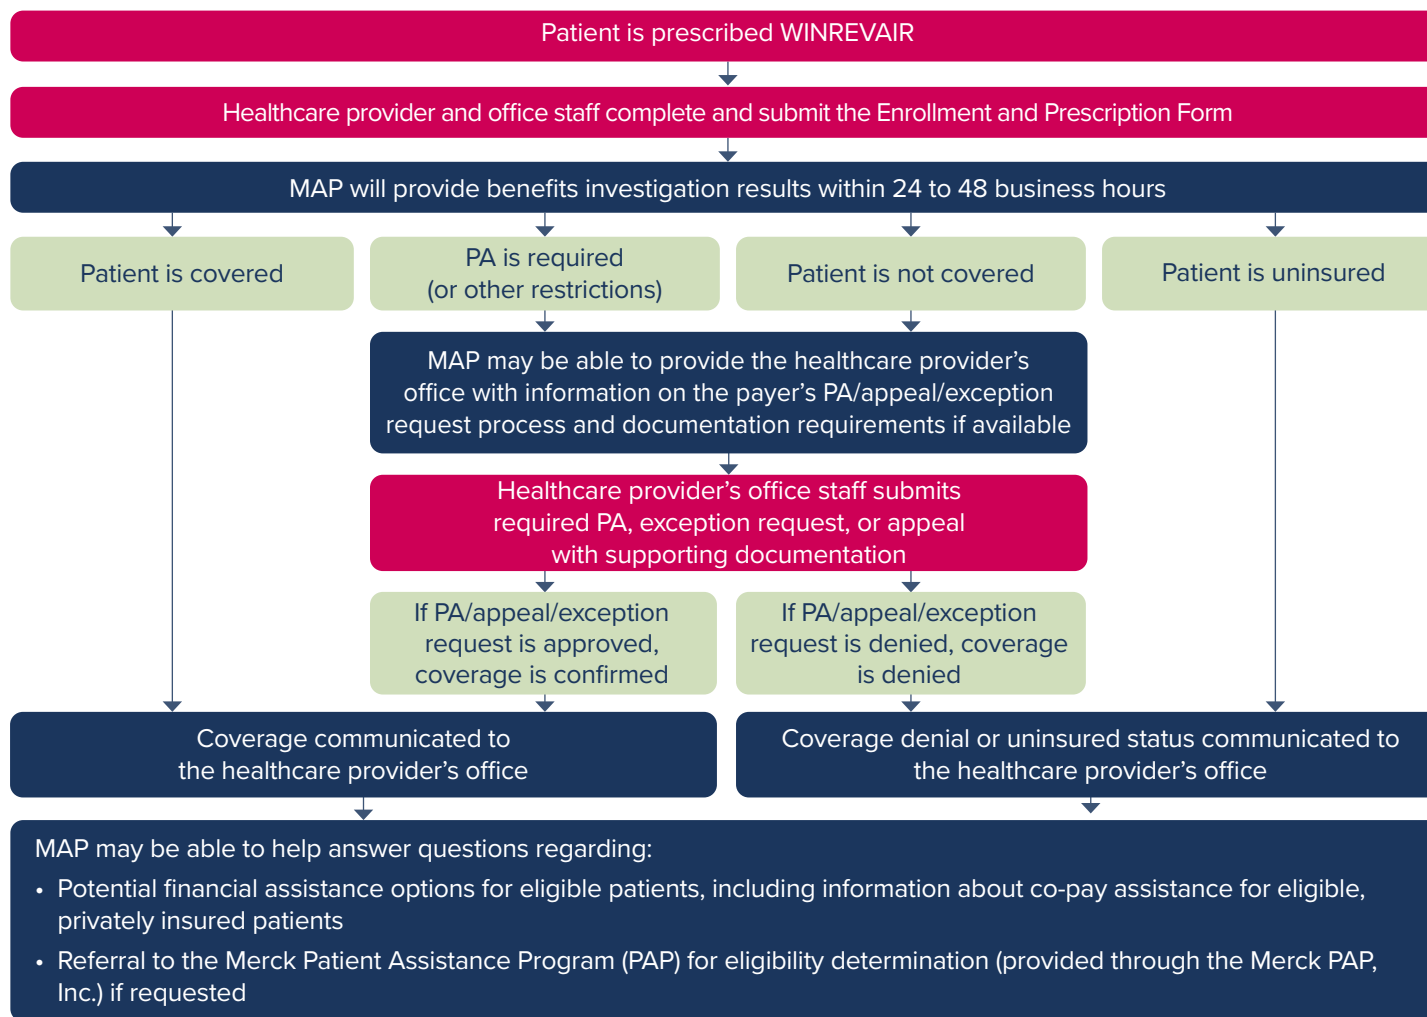 Patient is prescribed WINREVAIR
Healthcare provider and office staff complete and submit the Enrollment and Prescription Form
MAP will provide benefits investigation results within 24 to 48 business hours
Patient is covered
PA is required
(or other restrictions)
Patient is not covered
Patient is uninsured
MAP may be able to provide the healthcare provider’s
office with information on the payer’s PA/appeal/exception
request process and documentation requirements if available
Healthcare provider’s office staff submits
required PA, exception request, or appeal
with supporting documentation
If PA/appeal/exception
request is approved,
coverage is confirmed
If PA/appeal/exception
request is denied, coverage
is denied
Coverage communicated to
the healthcare provider’s office
Coverage denial or uninsured status communicated to
the healthcare provider’s office
MAP may be able to help answer questions regarding:
• Potential financial assistance options for eligible patients, including information about co-pay assistance for eligible,
privately insured patients
• Referral to the Merck Patient Assistance Program (PAP) for eligibility determination (provided through the Merck PAP,
Inc.) if requested